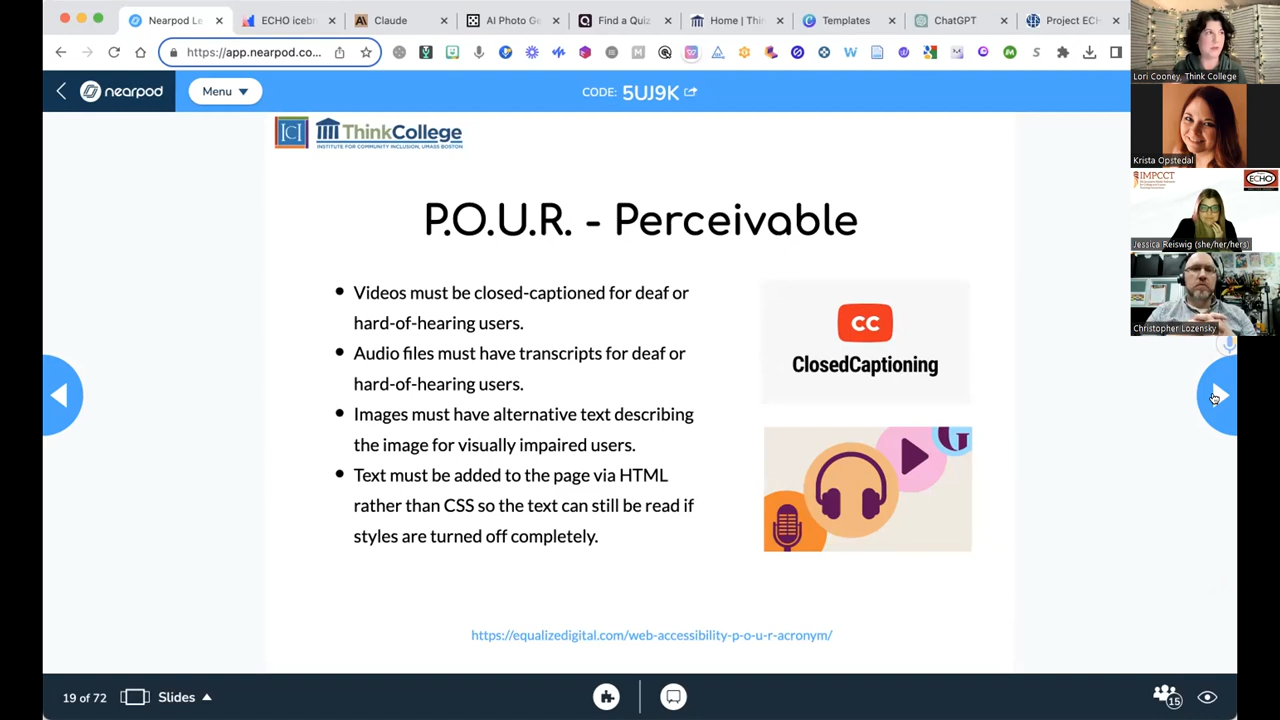 Nearpod Le
ECHO icebr
Claude
AI Photo Ge
Find a Quiz
Home | Thi
Templates
ChatGPT
Project ECH
https://app.nearpod.co...
nearpod
Menu
CODE: 5UJ9K
ICI ThinkCollege
INSTITUTE FOR COMMUNITY INCLUSION, UMASS BOSTON
P.O.U.R. - Perceivable
• Videos must be closed-captioned for deaf or
hard-of-hearing users.
• Audio files must have transcripts for deaf or
hard-of-hearing users.
• Images must have alternative text describing
the image for visually impaired users.
• Text must be added to the page via HTML
rather than CSS so the text can still be read if
styles are turned off completely.
CC
ClosedCaptioning
G
https://equalizedigital.com/web-accessibility-p-o-u-r-acronym/
19 of 72
Slides
15
Lori Cooney, Think College
Krista Opstedal
IMPCCT
ECHO
Jessica Reiswig (she/her/hers)
Christopher Lozensky